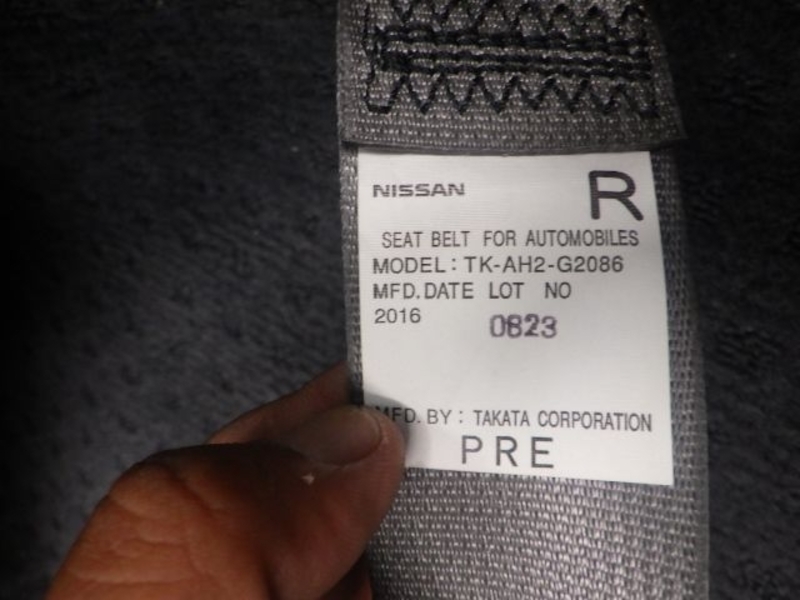 NISSAN R
SEAT BELT FOR AUTOMOBILES
MODEL: TK-AH2-G2086
MFD.DATE LOT NO
2016 0823
MFD. BY : TAKATA CORPORATION
PRE